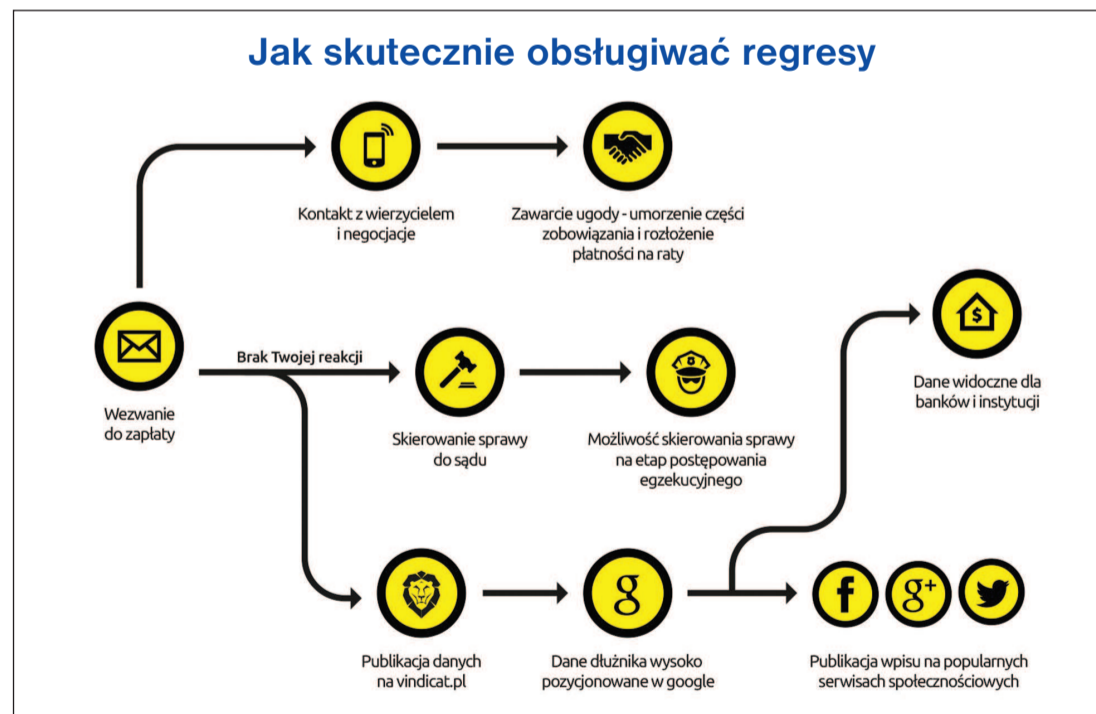 Jak skutecznie obsługiwać regresy
Kontakt z wierzycielem
i negocjacje
Zawarcie ugody - umorzenie części
zobowiązania i rozłożenie
płatności na raty
$
Dane widoczne dla
banków i instytucji
Wezwanie
do zapłaty
Brak Twojej reakcji
Skierowanie sprawy
do sądu
Możliwość skierowania sprawy
na etap postępowania
egzekucyjnego
Publikacja danych
na vindicat.pl
g
Dane dłużnika wysoko
pozycjonowane w google
f
g+
Publikacja wpisu na popularnych
serwisach społecznościowych